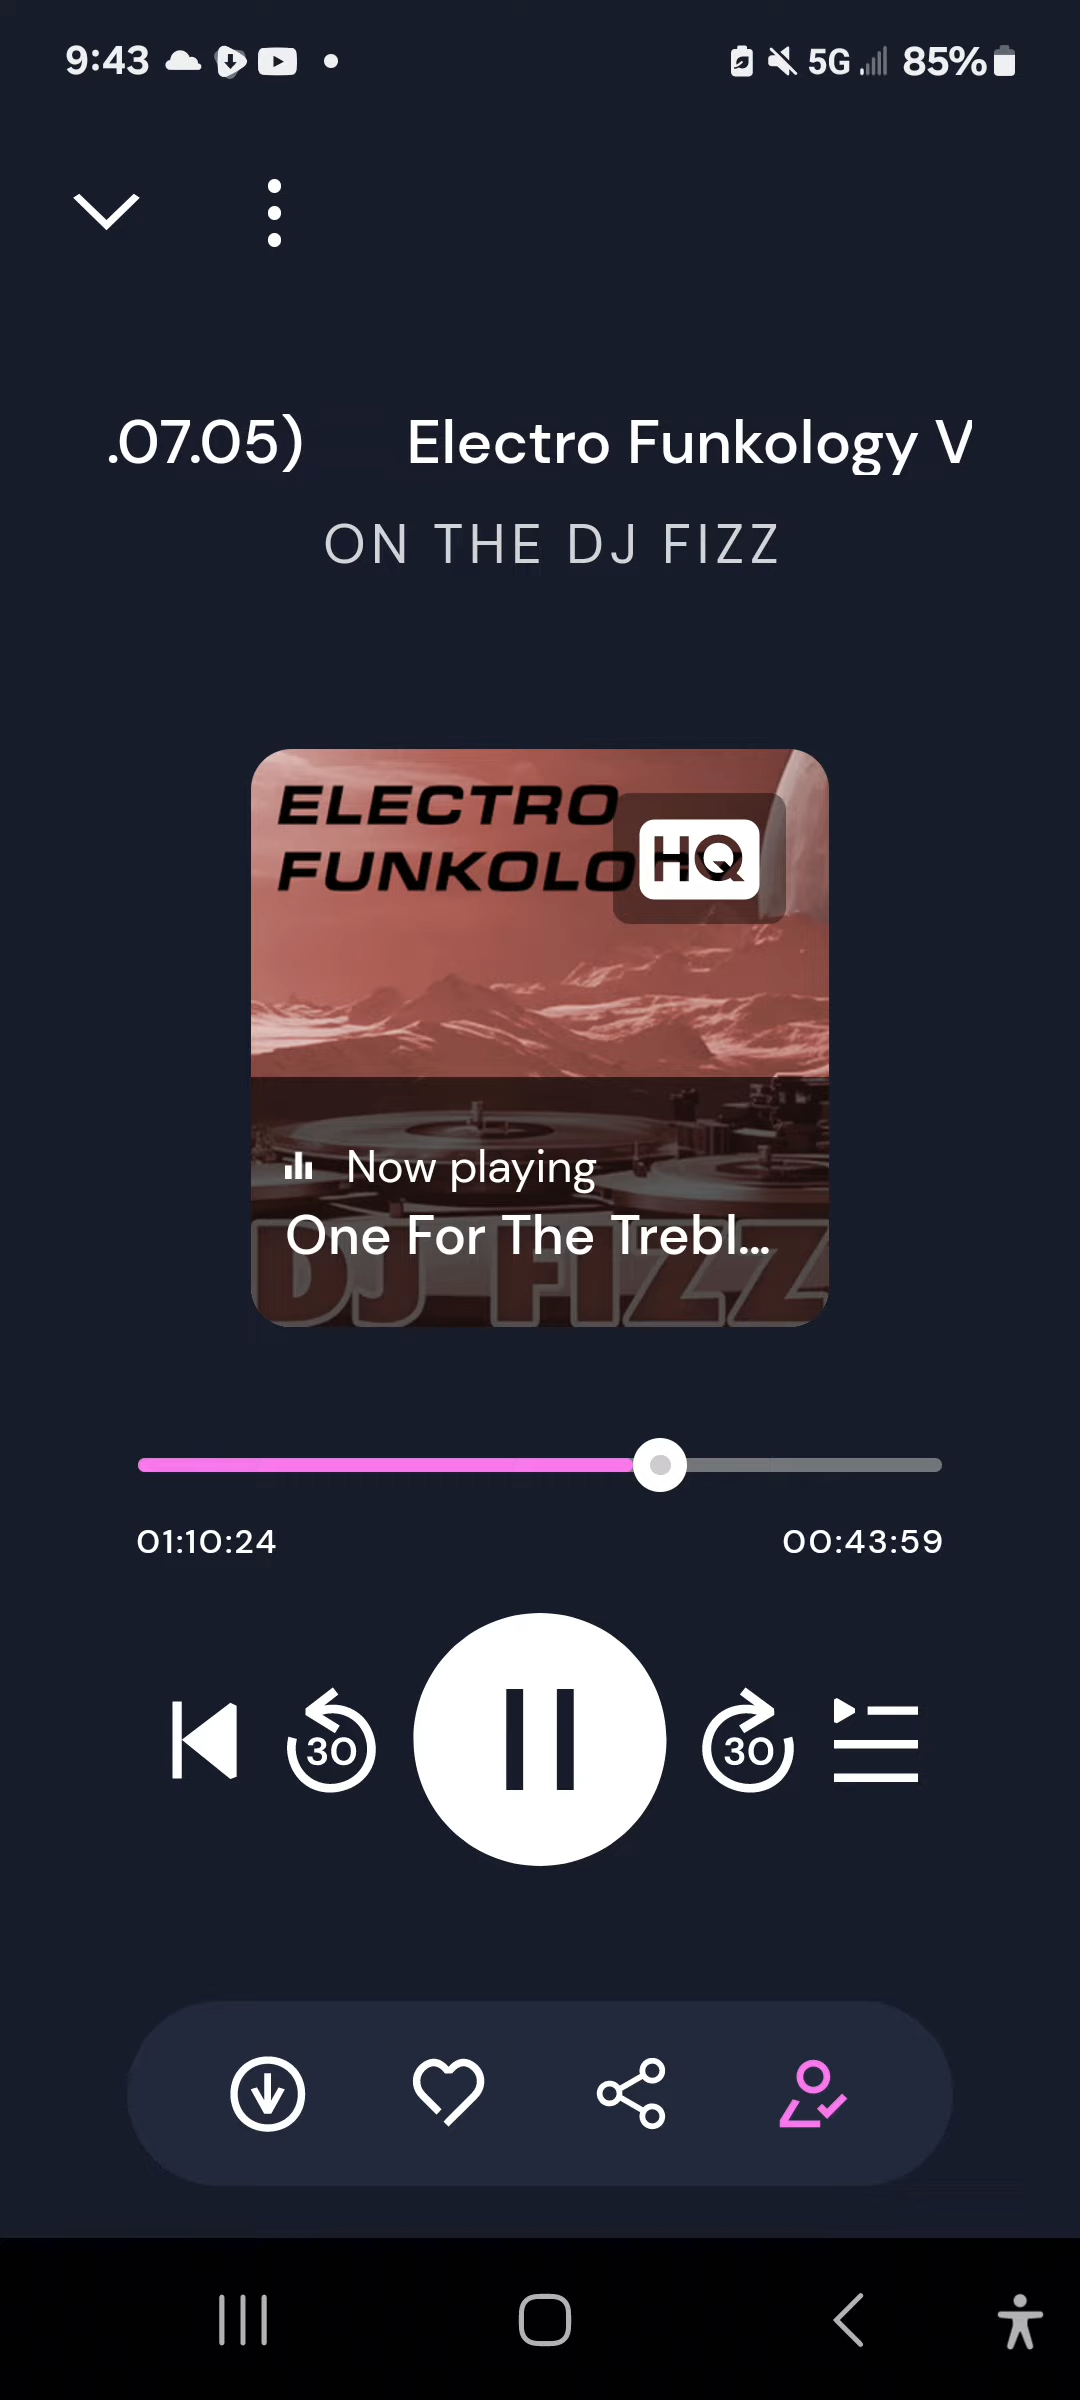 9:43 5G 85%
.07.05) Electro Funkology V
ON THE DJ FIZZ
ELECTRO
FUNKOLO HQ
Now playing
One For The Trebl...
DJ FIZZ
01:10:24 00:43:59
30 30